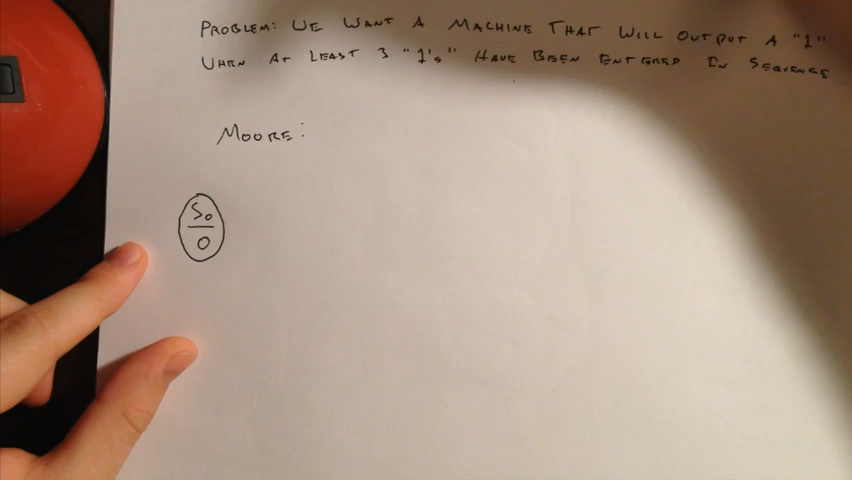 PROBLEM: WE WANT A MACHINE THAT WILL OUTPUT A "1"
WHEN AT LEAST 3 "1's" HAVE BEEN ENTERED IN SEQUENCE
MOORE:
S0
0